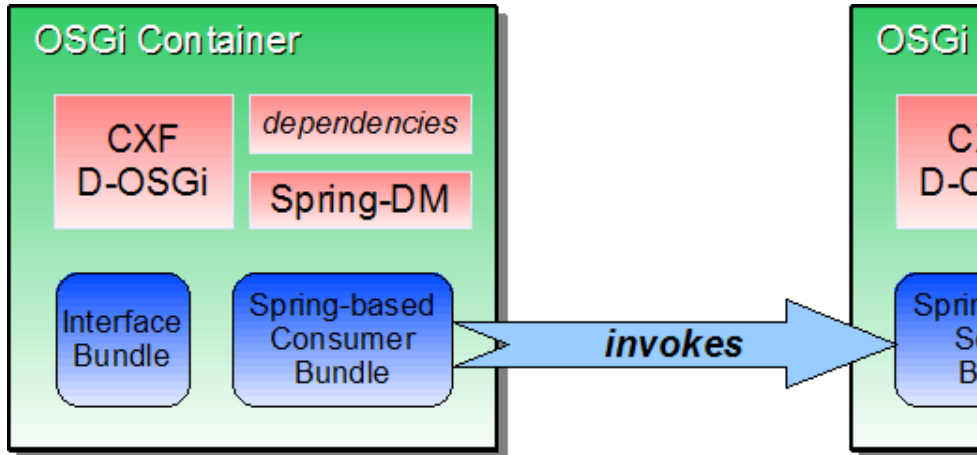 OSGi Container
CXF
D-OSGi
dependencies
Spring-DM
Interface
Bundle
Spring-based
Consumer
Bundle
invokes
OSGi